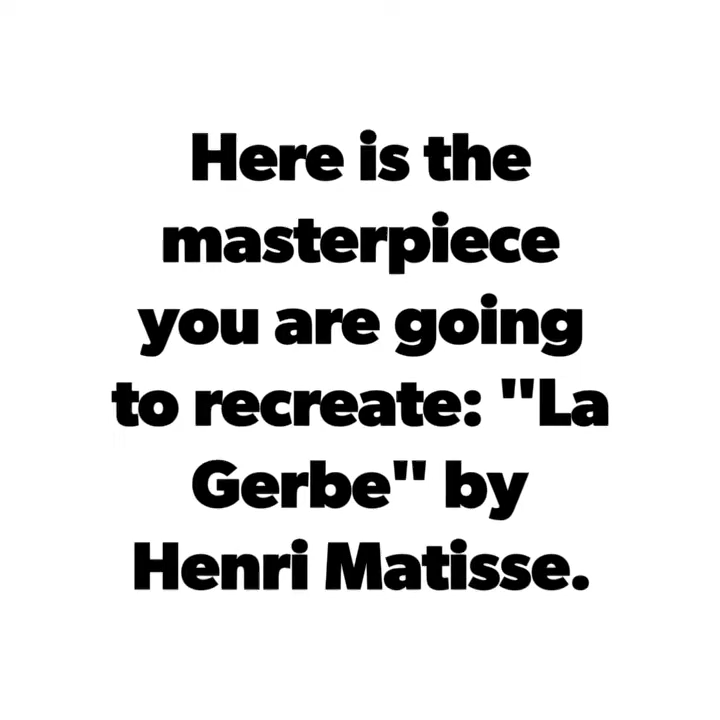 Here is the
masterpiece
you are going
to recreate: "La
Gerbe" by
Henri Matisse.